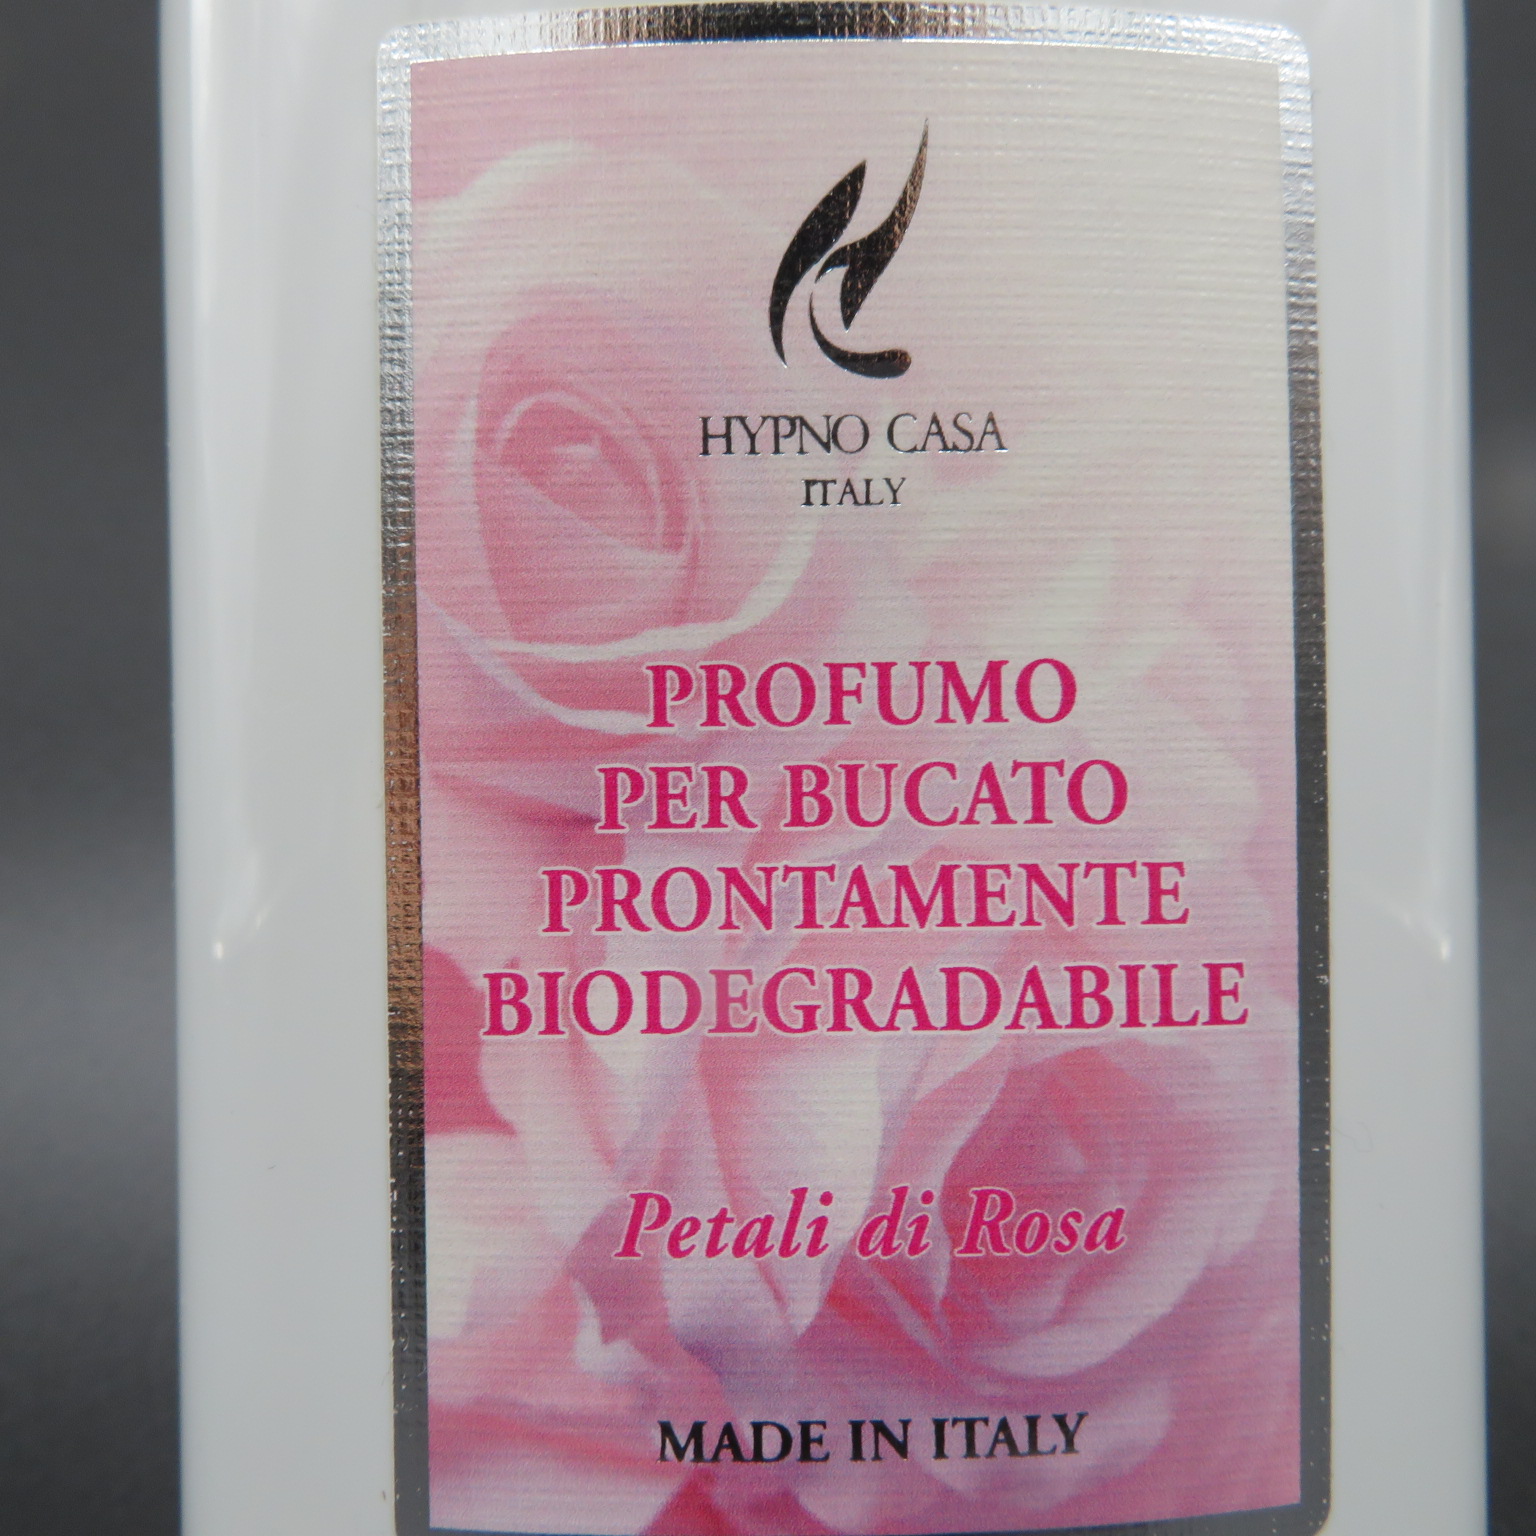 HYPNO CASA
ITALY
PROFUMO
PER BUCATO
PRONTAMENTE
BIODEGRADABILE
Petali di Rosa
MADE IN ITALY